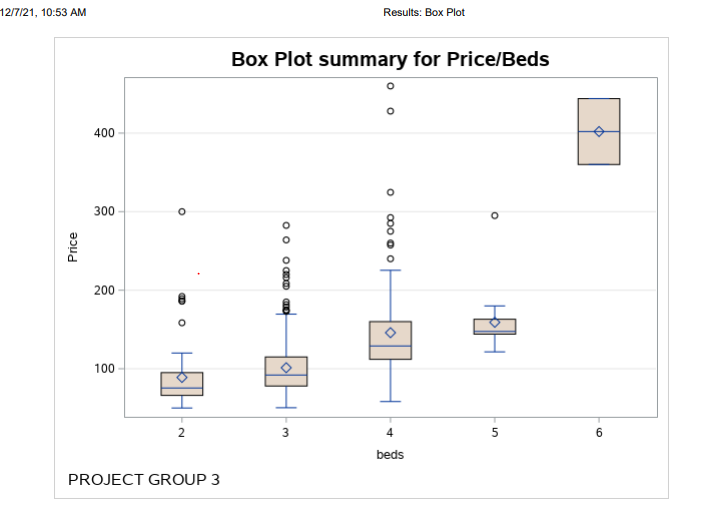 12/7/21, 10:53 AM Results: Box Plot
Box Plot summary for Price/Beds
400
300
200
100
Price
2 3 4 5 6
beds
PROJECT GROUP 3